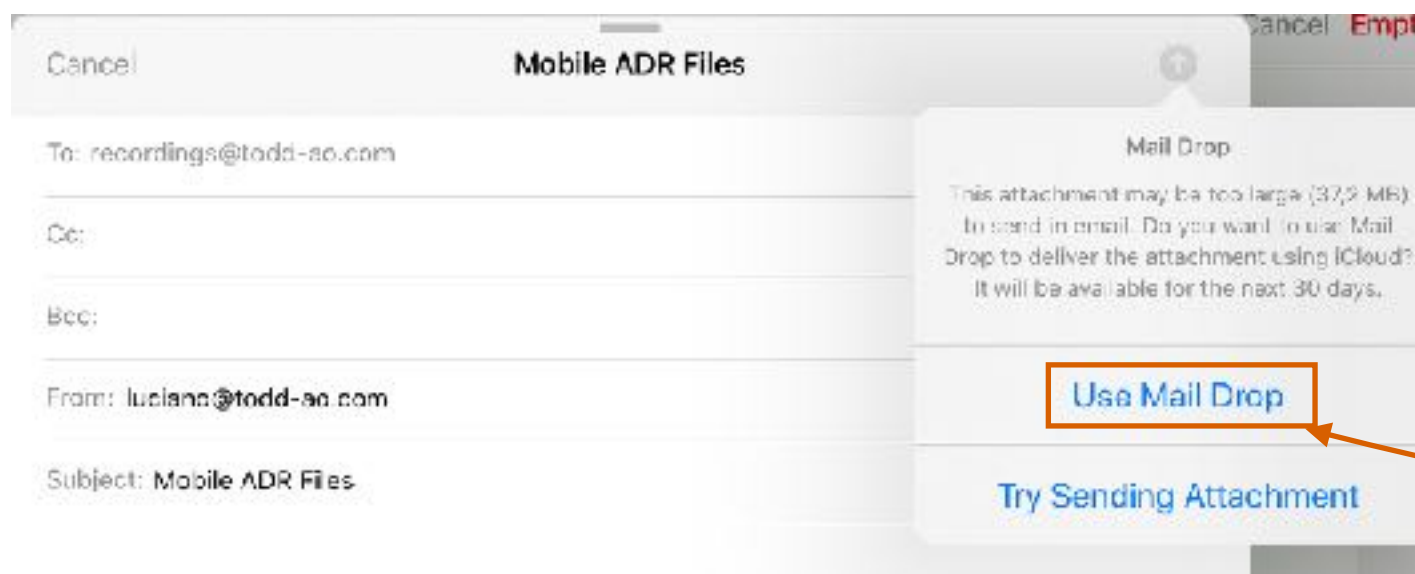 Cancel Empt
Cancel
Mobile ADR Files
To: recordings@todd-ao.com
Cc:
Bcc:
From: luciano@todd-ao.com
Subject: Mobile ADR Files
Mail Drop
This attachment may be too large (37,2 MB)
to send in email. Do you want to use Mail
Drop to deliver the attachment using iCloud?
It will be available for the next 30 days.
Use Mail Drop
Try Sending Attachment